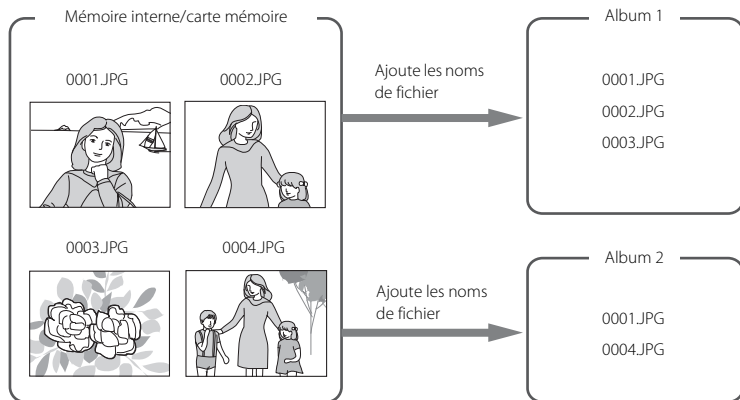 Mémoire interne/carte mémoire
0001.JPG
0002.JPG
0003.JPG
0004.JPG
Ajoute les noms
de fichier
Album 1
0001.JPG
0002.JPG
0003.JPG
Ajoute les noms
de fichier
Album 2
0001.JPG
0004.JPG